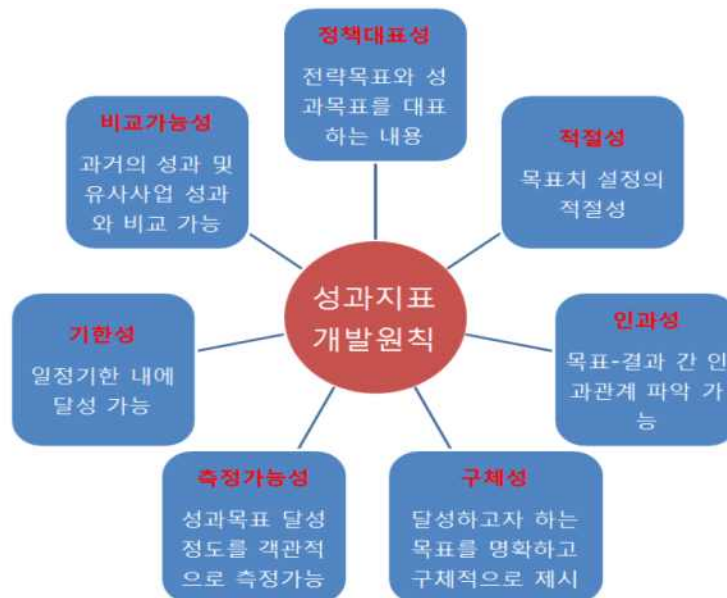 정책대표성
전략목표와 성
과목표를 대표
하는 내용
비교가능성
과거의 성과 및
유사사업 성과
와 비교 가능
적절성
목표치 설정의
적절성
성과지표
개발원칙
기한성
일정기한 내에
달성 가능
인과성
목표-결과 간 인
과관계 파악 가
능
측정가능성
성과목표 달성
정도를 객관적
으로 측정가능
구체성
달성하고자 하는
목표를 명확하고
구체적으로 제시